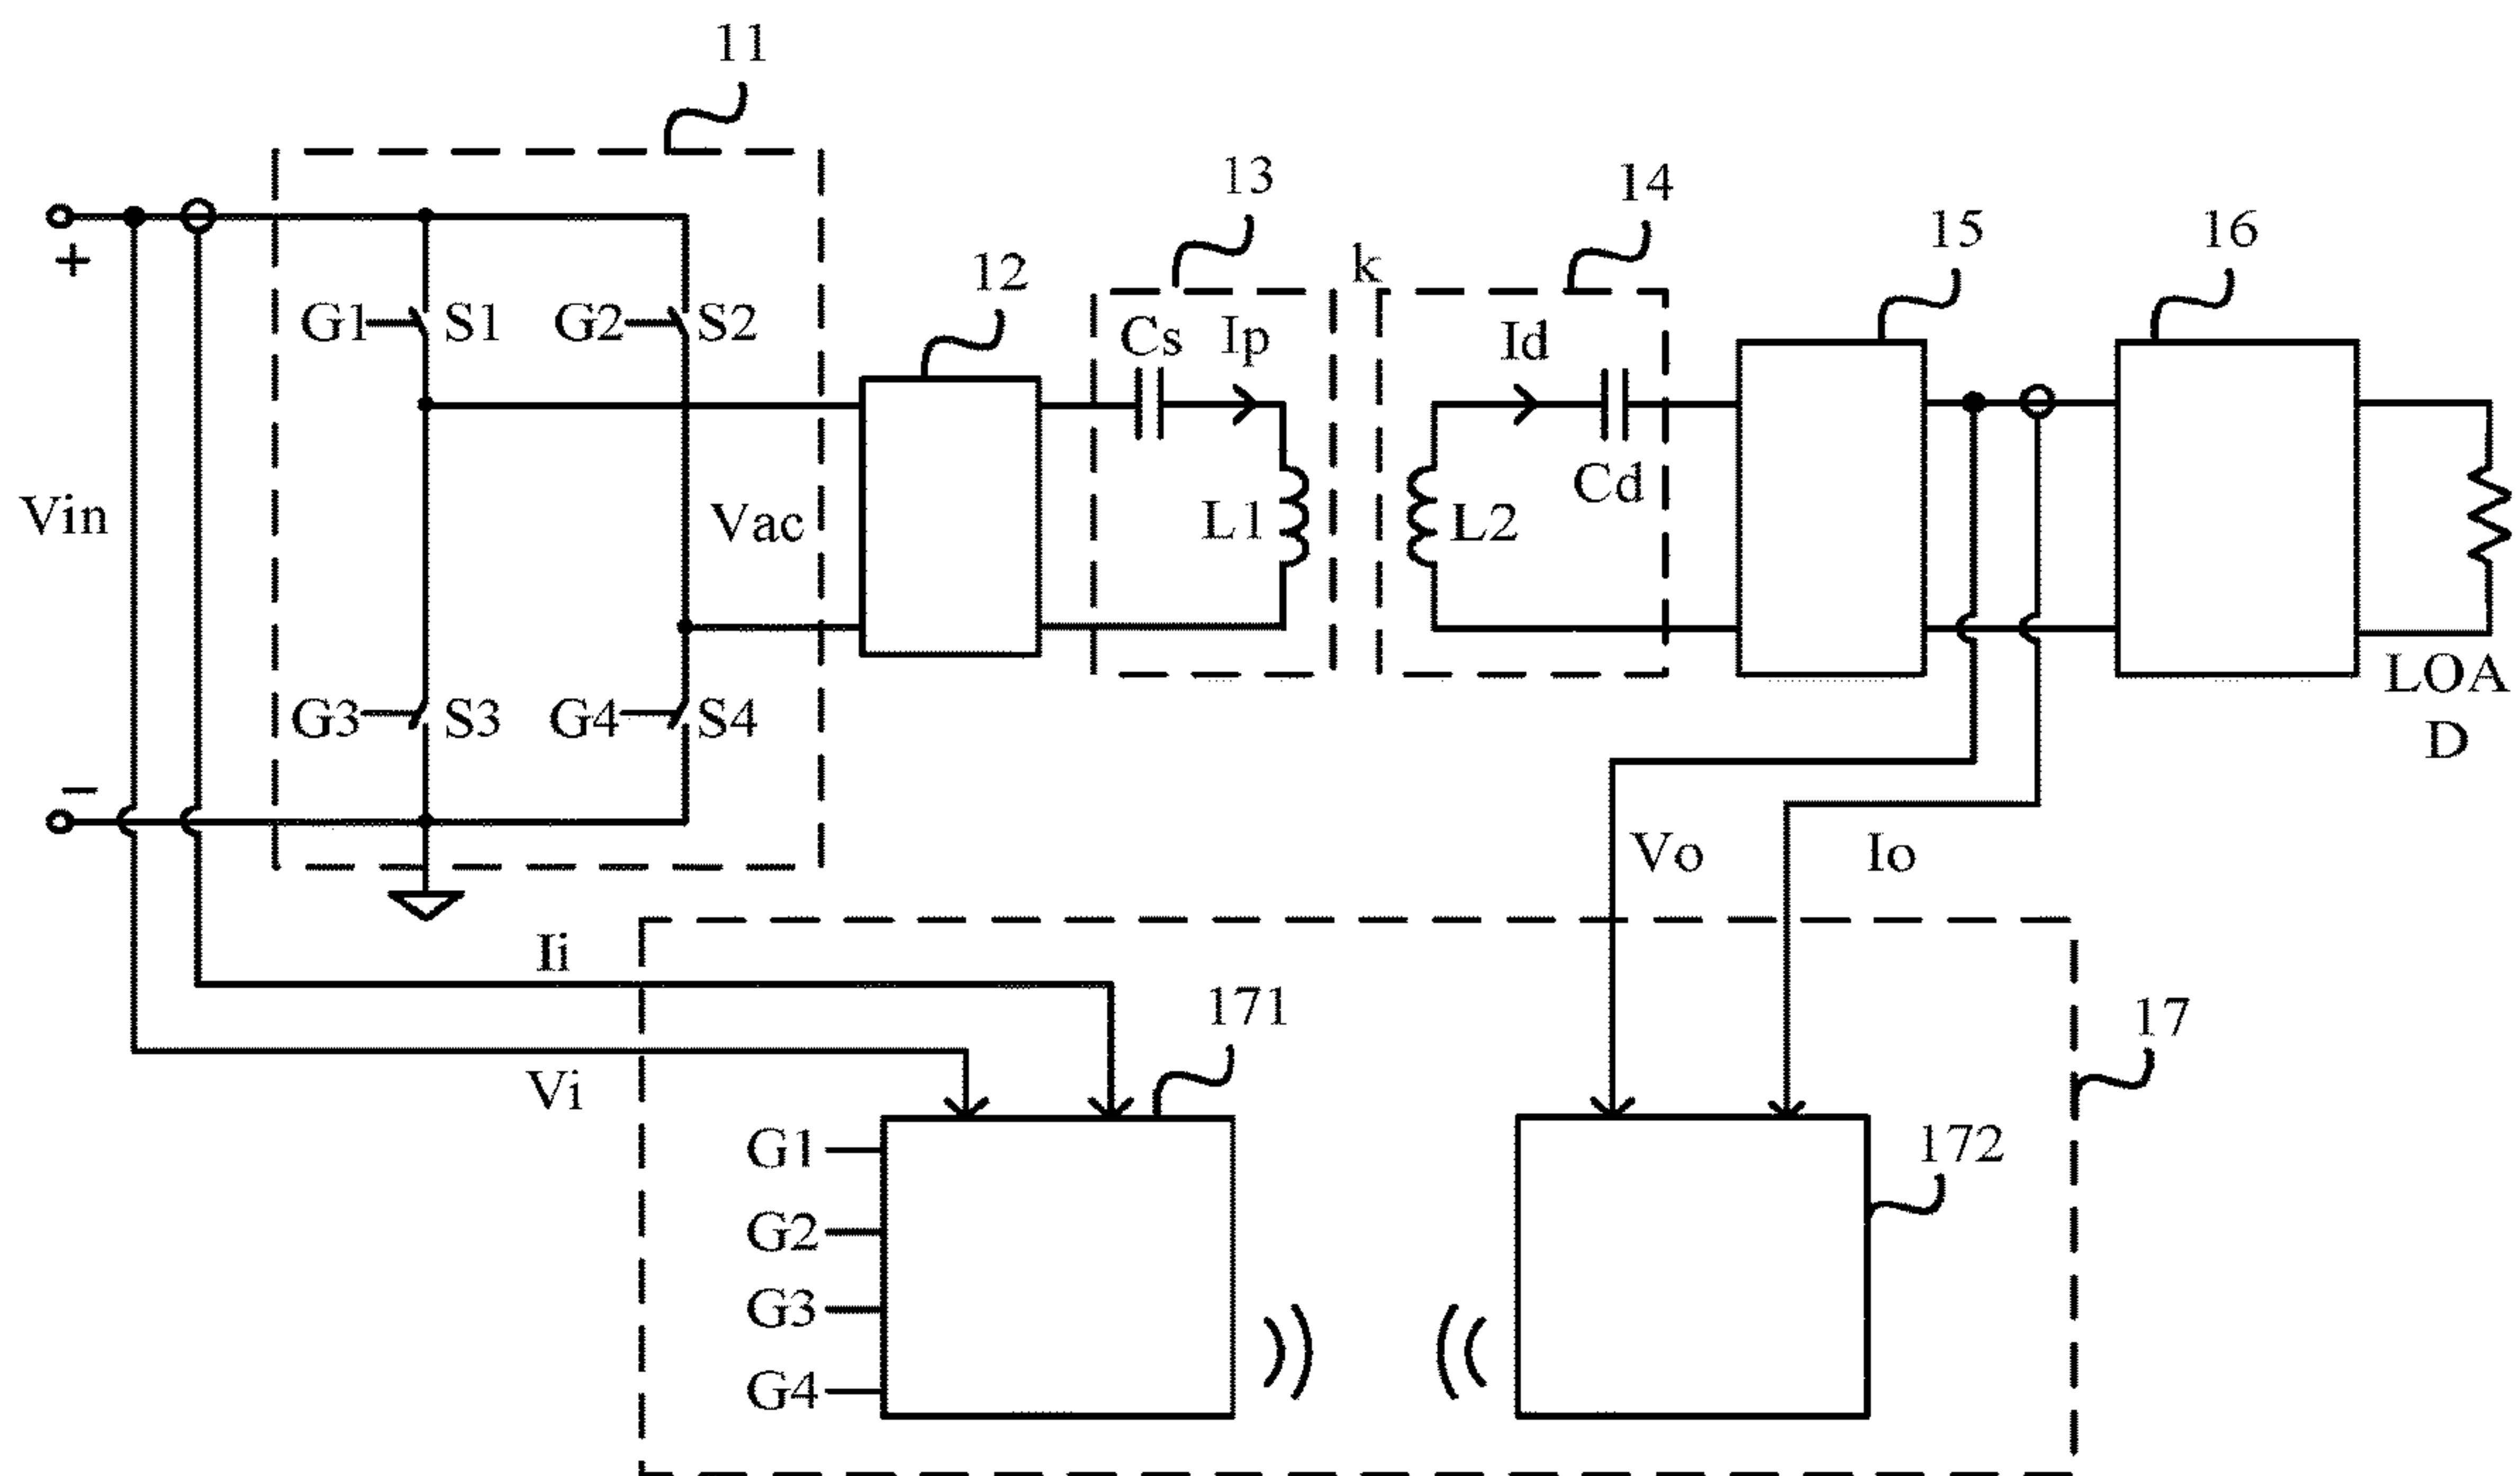 11
13
14
15
16
k
12
+
G1
S1
G2
S2
Cs
Ip
Id
Cd
Vin
Vac
L1
L2
G3
S3
G4
S4
LOA
D
−
Vo
Io
Ii
171
17
Vi
172
G1
G2
G3
G4